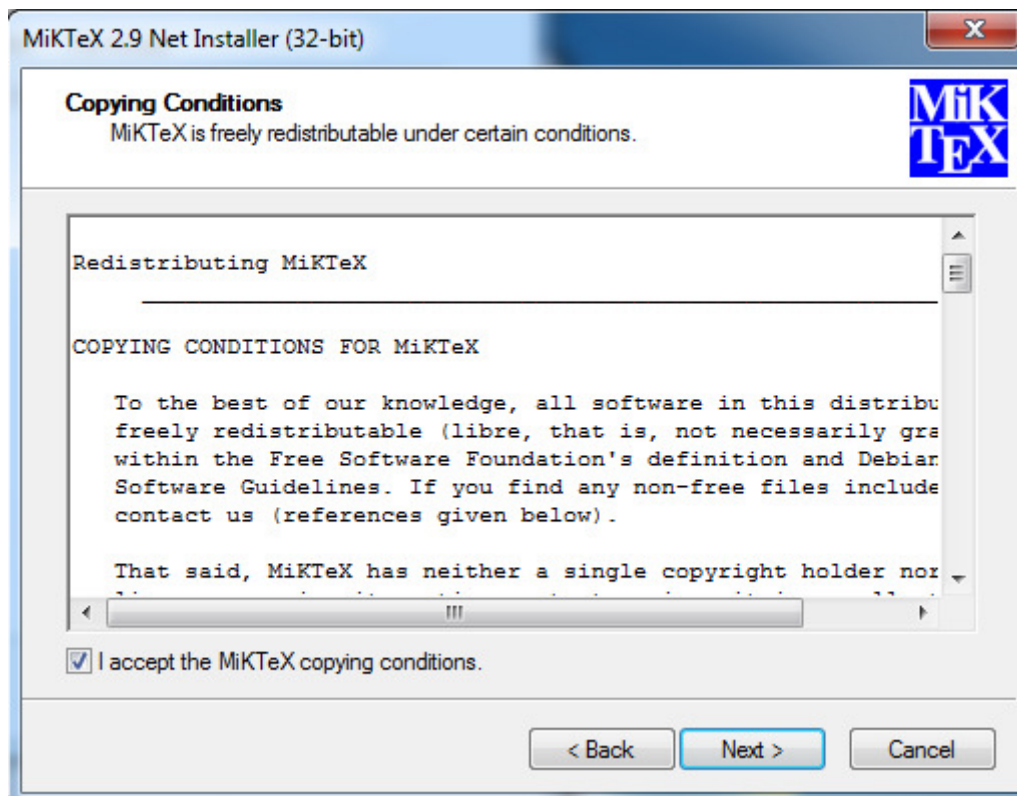 MiKTeX 2.9 Net Installer (32-bit)
Copying Conditions
MiKTeX is freely redistributable under certain conditions.
MiK
TEX
Redistributing MiKTeX
COPYING CONDITIONS FOR MiKTeX
To the best of our knowledge, all software in this distribu
freely redistributable (libre, that is, not necessarily gra
within the Free Software Foundation's definition and Debian
Software Guidelines. If you find any non-free files include
contact us (references given below).
That said, MiKTeX has neither a single copyright holder nor
I accept the MiKTeX copying conditions.
< Back Next > Cancel